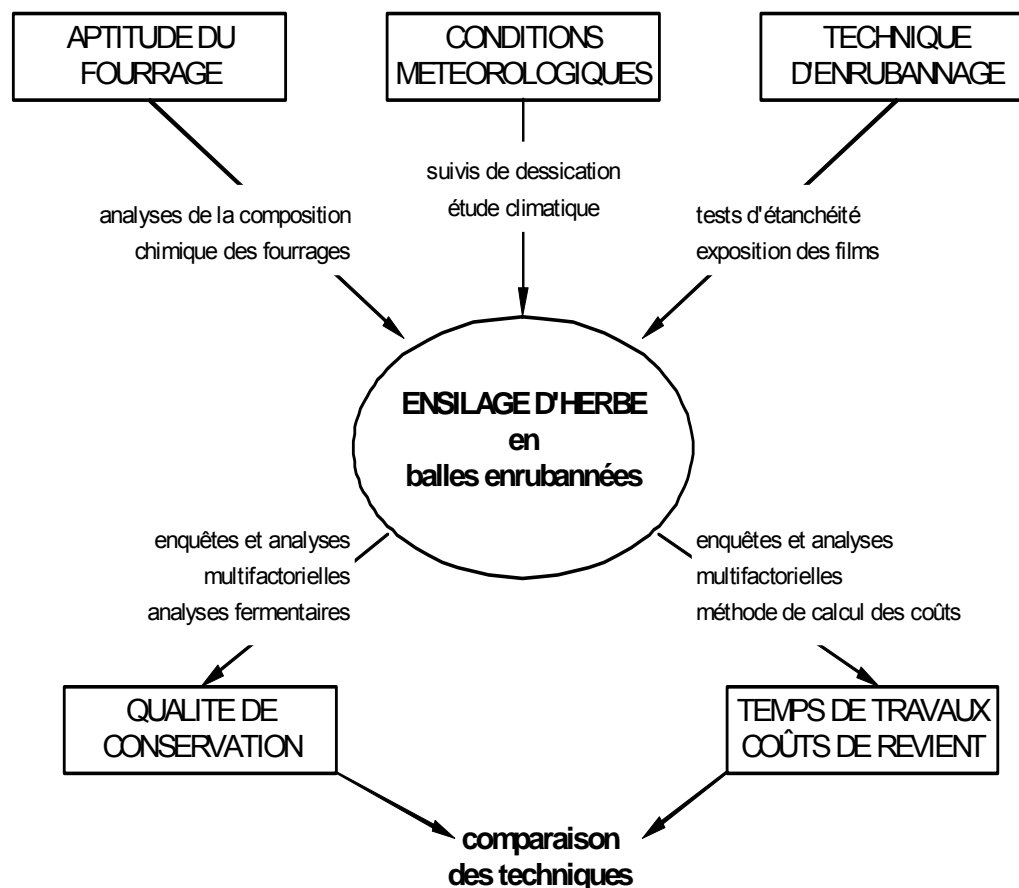 APTITUDE DU
FOURRAGE
CONDITIONS
METEOROLOGIQUES
TECHNIQUE
D'ENRUBANNAGE
analyses de la composition
chimique des fourrages
suivis de dessication
étude climatique
tests d'étanchéité
exposition des films
ENSILAGE D'HERBE
en
balles enrubannées
enquêtes et analyses
multifactorielles
analyses fermentaires
enquêtes et analyses
multifactorielles
méthode de calcul des coûts
QUALITE DE
CONSERVATION
TEMPS DE TRAVAUX
COÛTS DE REVIENT
comparaison
des techniques